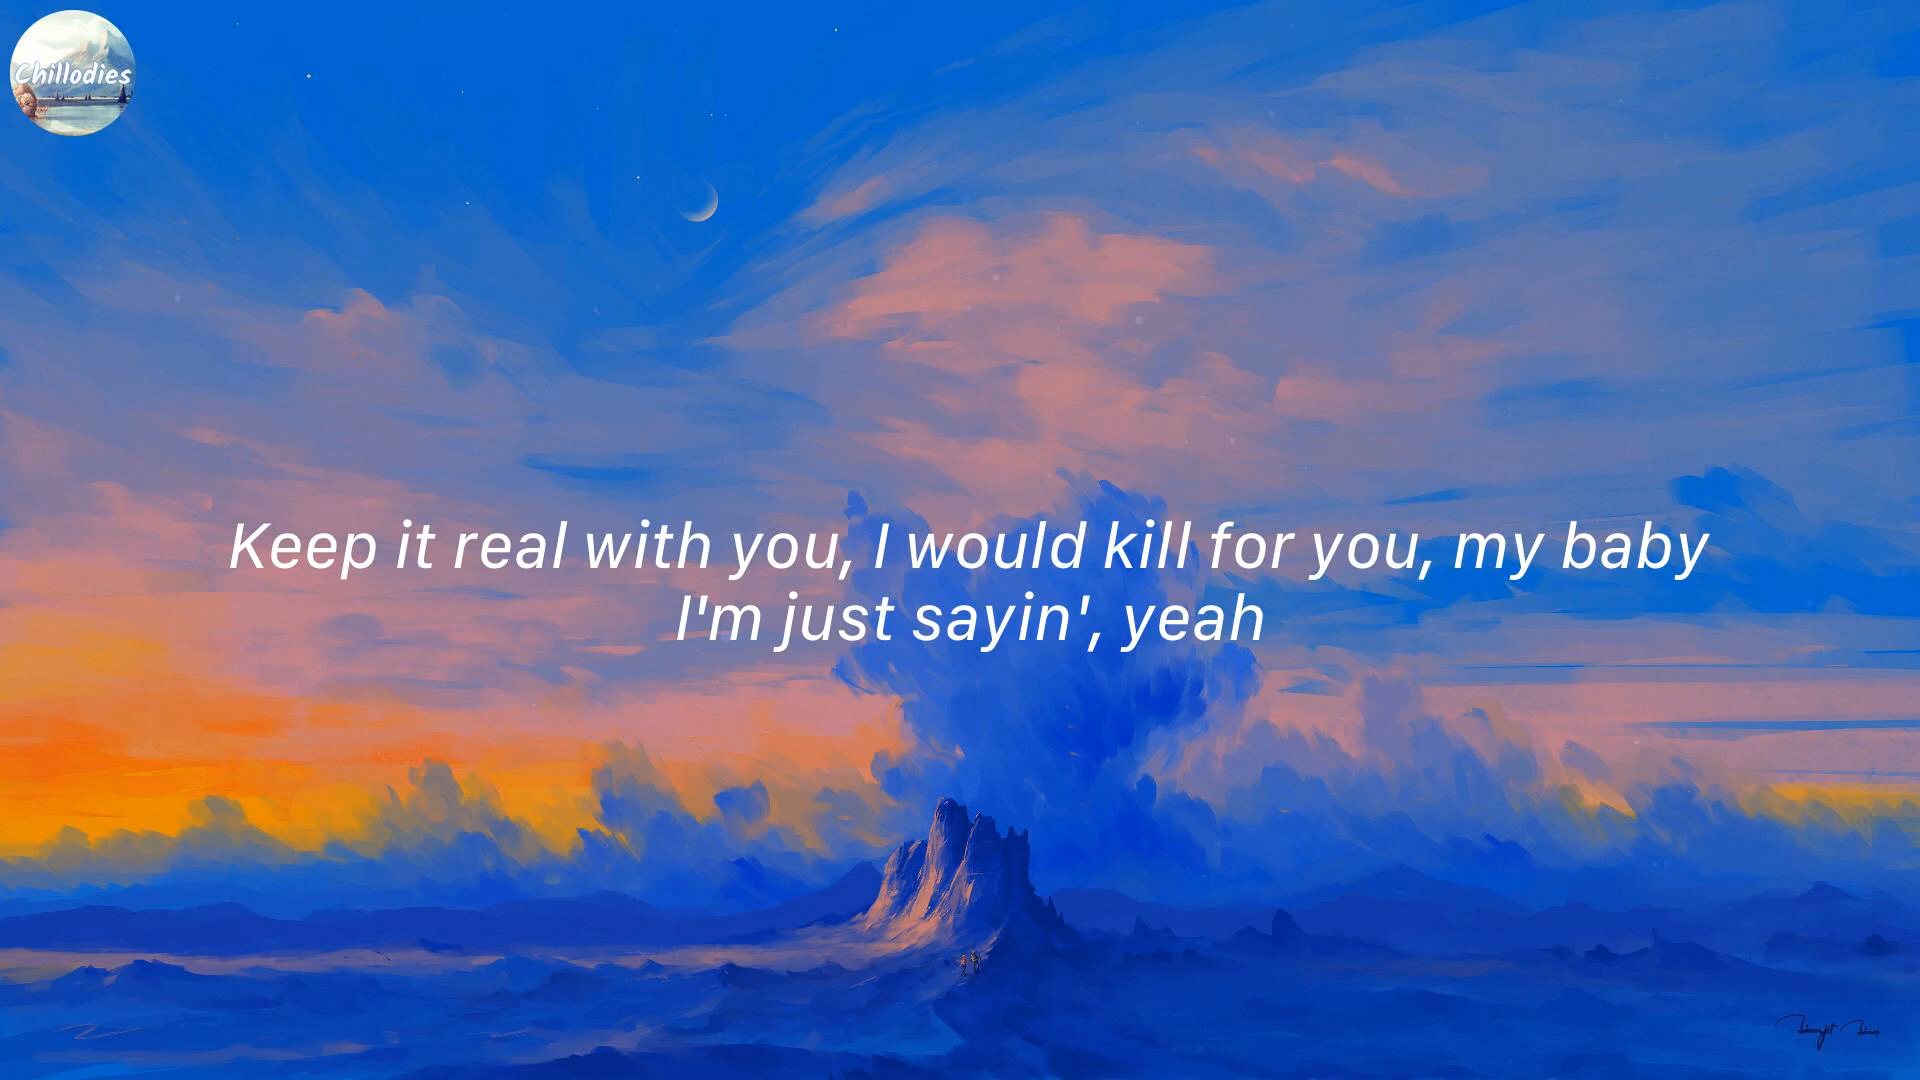 Chillodies
Keep it real with you, I would kill for you, my baby
I'm just sayin', yeah